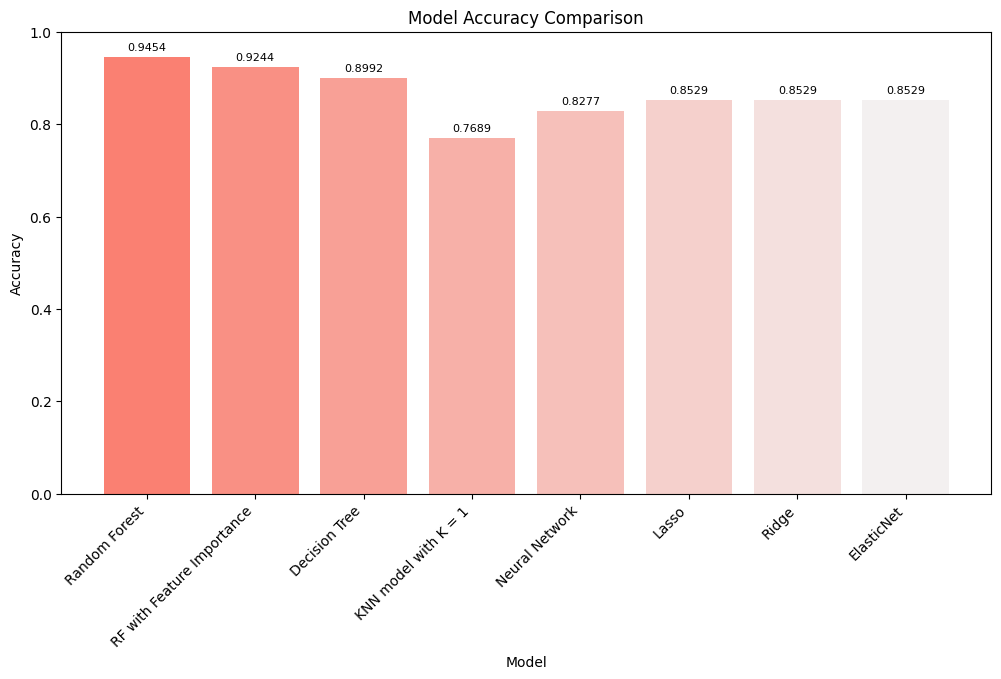 Model Accuracy Comparison
1.0
0.8
0.6
0.4
0.2
0.0
Accuracy
0.9454
0.9244
0.8992
0.7689
0.8277
0.8529
0.8529
0.8529
Random Forest
RF with Feature Importance
Decision Tree
KNN model with K = 1
Neural Network
Lasso
Ridge
ElasticNet
Model